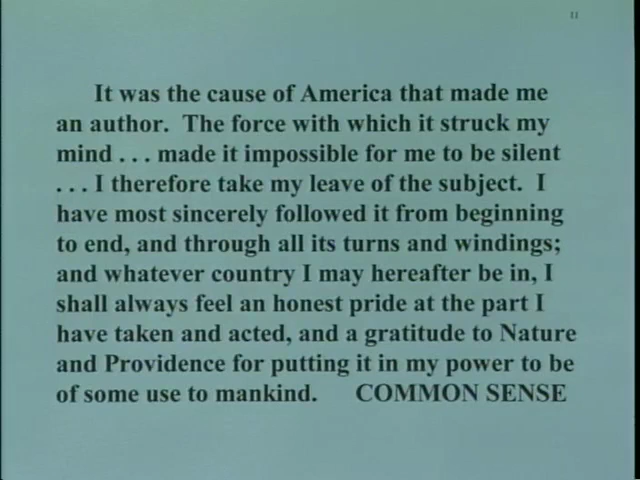 11
It was the cause of America that made me
an author. The force with which it struck my
mind . . . made it impossible for me to be silent
. . . I therefore take my leave of the subject. I
have most sincerely followed it from beginning
to end, and through all its turns and windings;
and whatever country I may hereafter be in, I
shall always feel an honest pride at the part I
have taken and acted, and a gratitude to Nature
and Providence for putting it in my power to be
of some use to mankind. COMMON SENSE